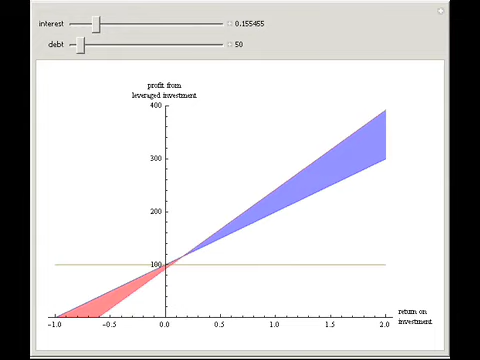 interest 0.155455
debt 50
profit from
leveraged investment
400
300
200
100
-1.0 -0.5 0.0 0.5 1.0 1.5 2.0
return on
investment